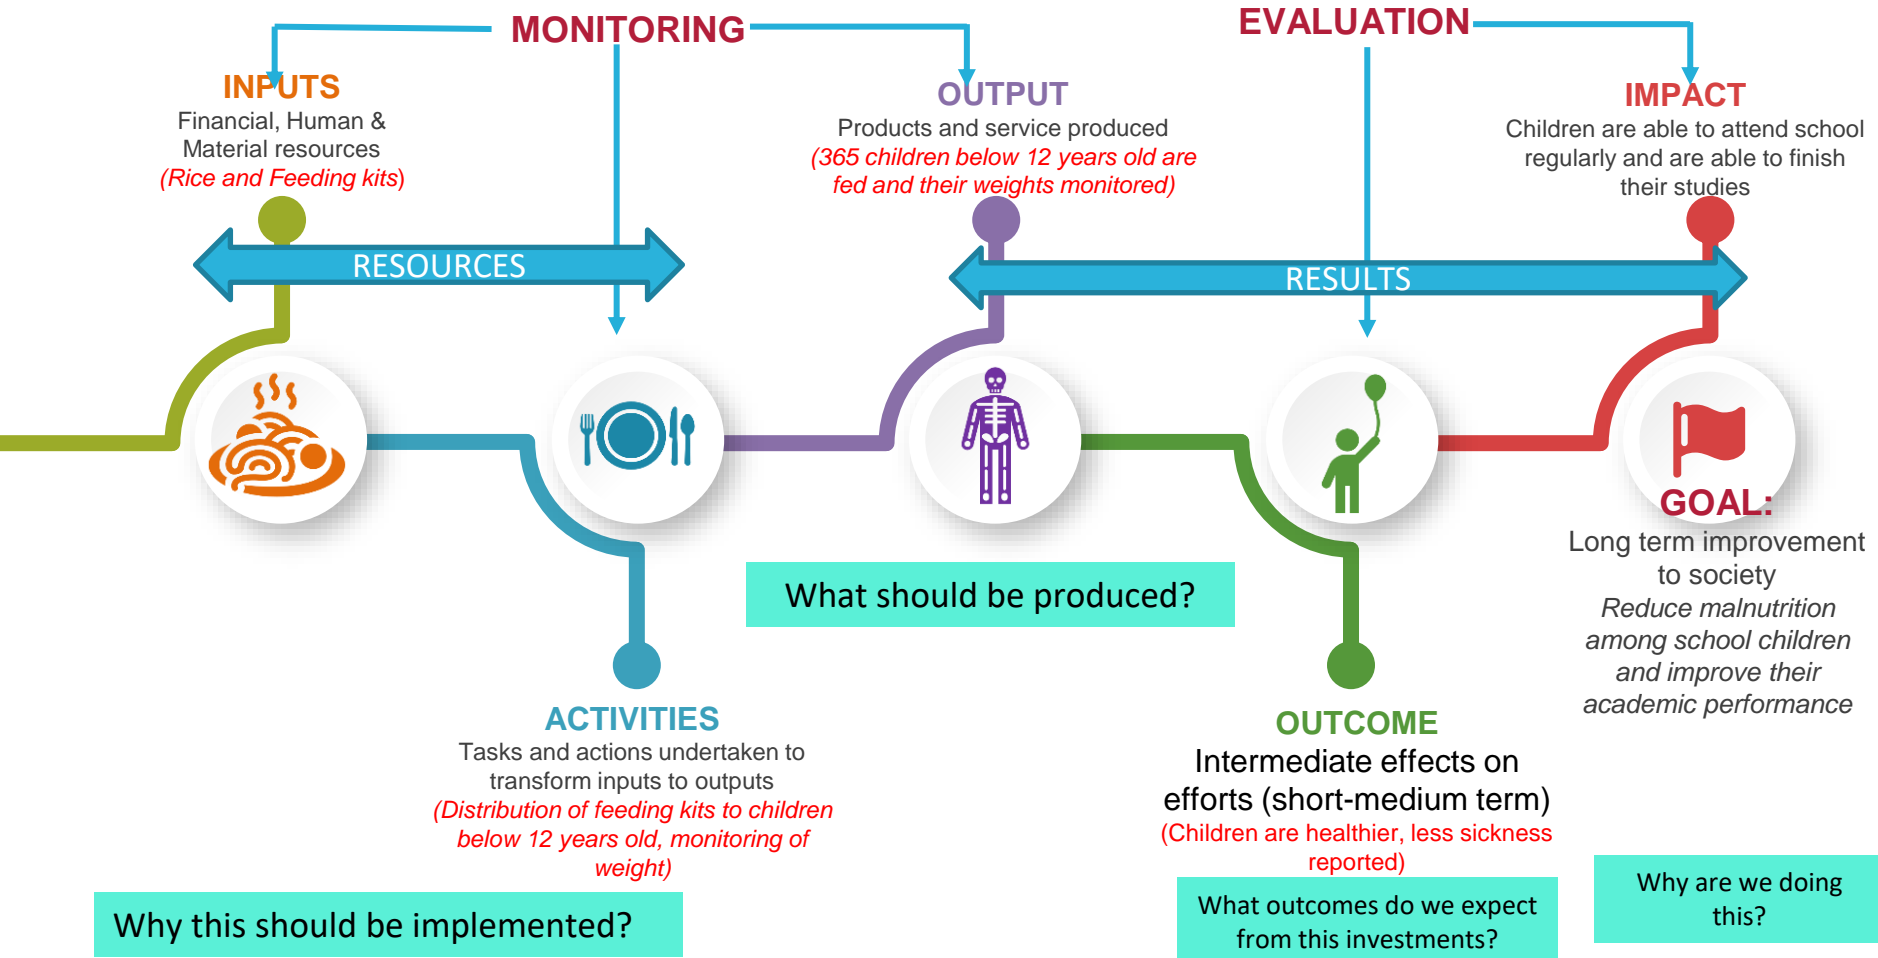 MONITORING
EVALUATION
INPUTS
Financial, Human &
Material resources
(Rice and Feeding kits)
OUTPUT
Products and service produced
(365 children below 12 years old are
fed and their weights monitored)
IMPACT
Children are able to attend school
regularly and are able to finish
their studies
RESOURCES
RESULTS
GOAL:
Long term improvement
to society
Reduce malnutrition
among school children
and improve their
academic performance
What should be produced?
ACTIVITIES
Tasks and actions undertaken to
transform inputs to outputs
(Distribution of feeding kits to children
below 12 years old, monitoring of
weight)
OUTCOME
Intermediate effects on
efforts (short-medium term)
(Children are healthier, less sickness
reported)
Why this should be implemented?
What outcomes do we expect
from this investments?
Why are we doing
this?